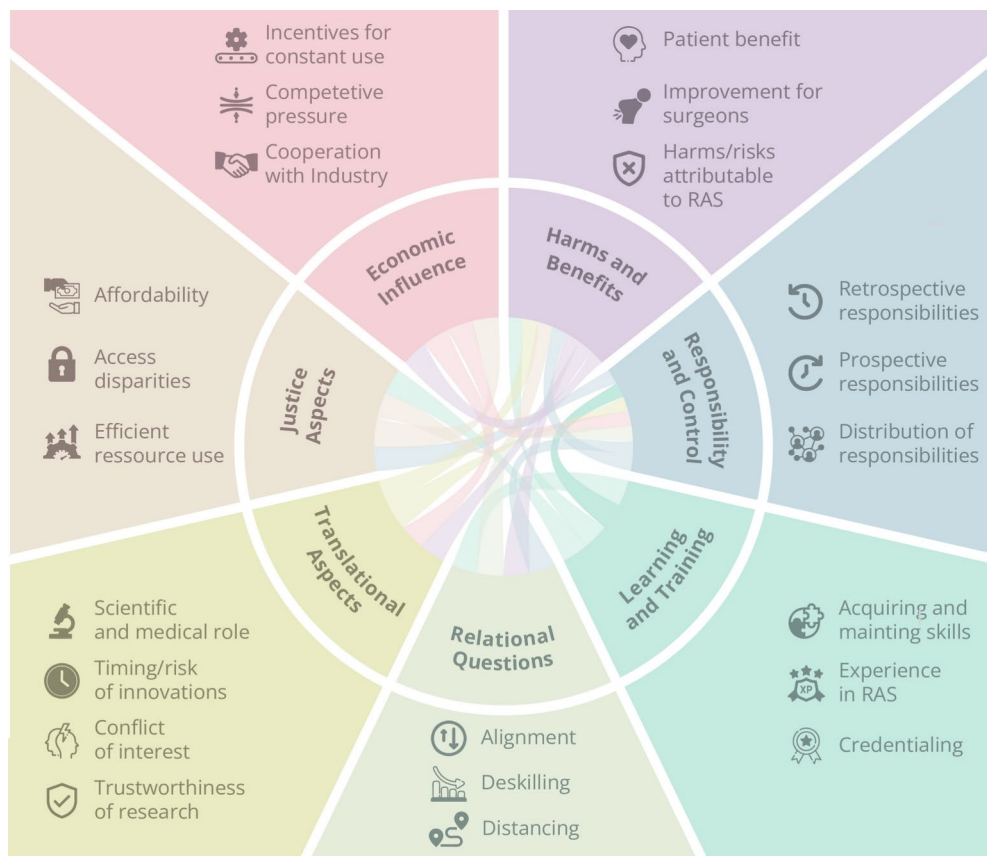 Incentives for
constant use
Competetive
pressure
Cooperation
with Industry
Economic
Influence
Patient benefit
Improvement for
surgeons
Harms/risks
attributable
to RAS
Harms and
Benefits
Retrospective
responsibilities
Prospective
responsibilities
Distribution of
responsibilities
Responsibility
and Control
Acquiring and
mainting skills
Experience
in RAS
XP
Credentialing
Learning
and Training
Relational
Questions
Alignment
Deskilling
Distancing
Translational
Aspects
Scientific
and medical role
Timing/risk
of innovations
Conflict
of interest
Trustworthiness
of research
Justice
Aspects
Affordability
Access
disparities
Efficient
ressource use